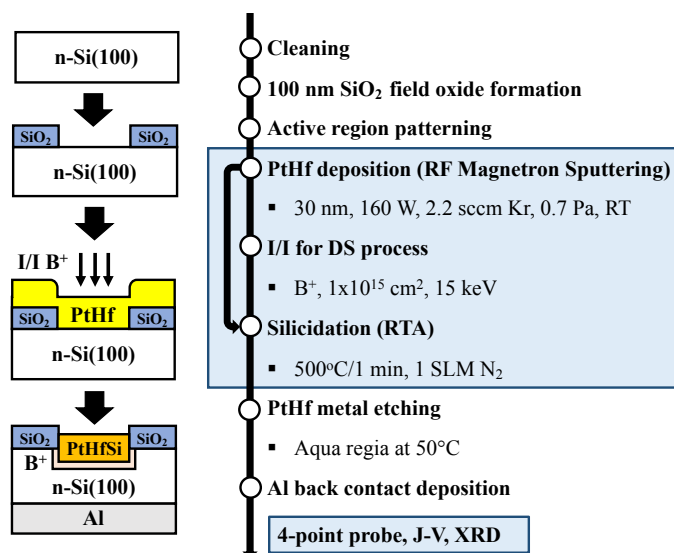 n-Si(100)
SiO₂ SiO₂
n-Si(100)
I/I B⁺
PtHf
SiO₂ SiO₂
n-Si(100)
SiO₂ SiO₂
PtHfSi
B⁺
n-Si(100)
Al
Cleaning
100 nm SiO₂ field oxide formation
Active region patterning
PtHf deposition (RF Magnetron Sputtering)
▪ 30 nm, 160 W, 2.2 sccm Kr, 0.7 Pa, RT
I/I for DS process
▪ B⁺, 1x10¹⁵ cm², 15 keV
Silicidation (RTA)
▪ 500ºC/1 min, 1 SLM N₂
PtHf metal etching
▪ Aqua regia at 50°C
Al back contact deposition
4-point probe, J-V, XRD